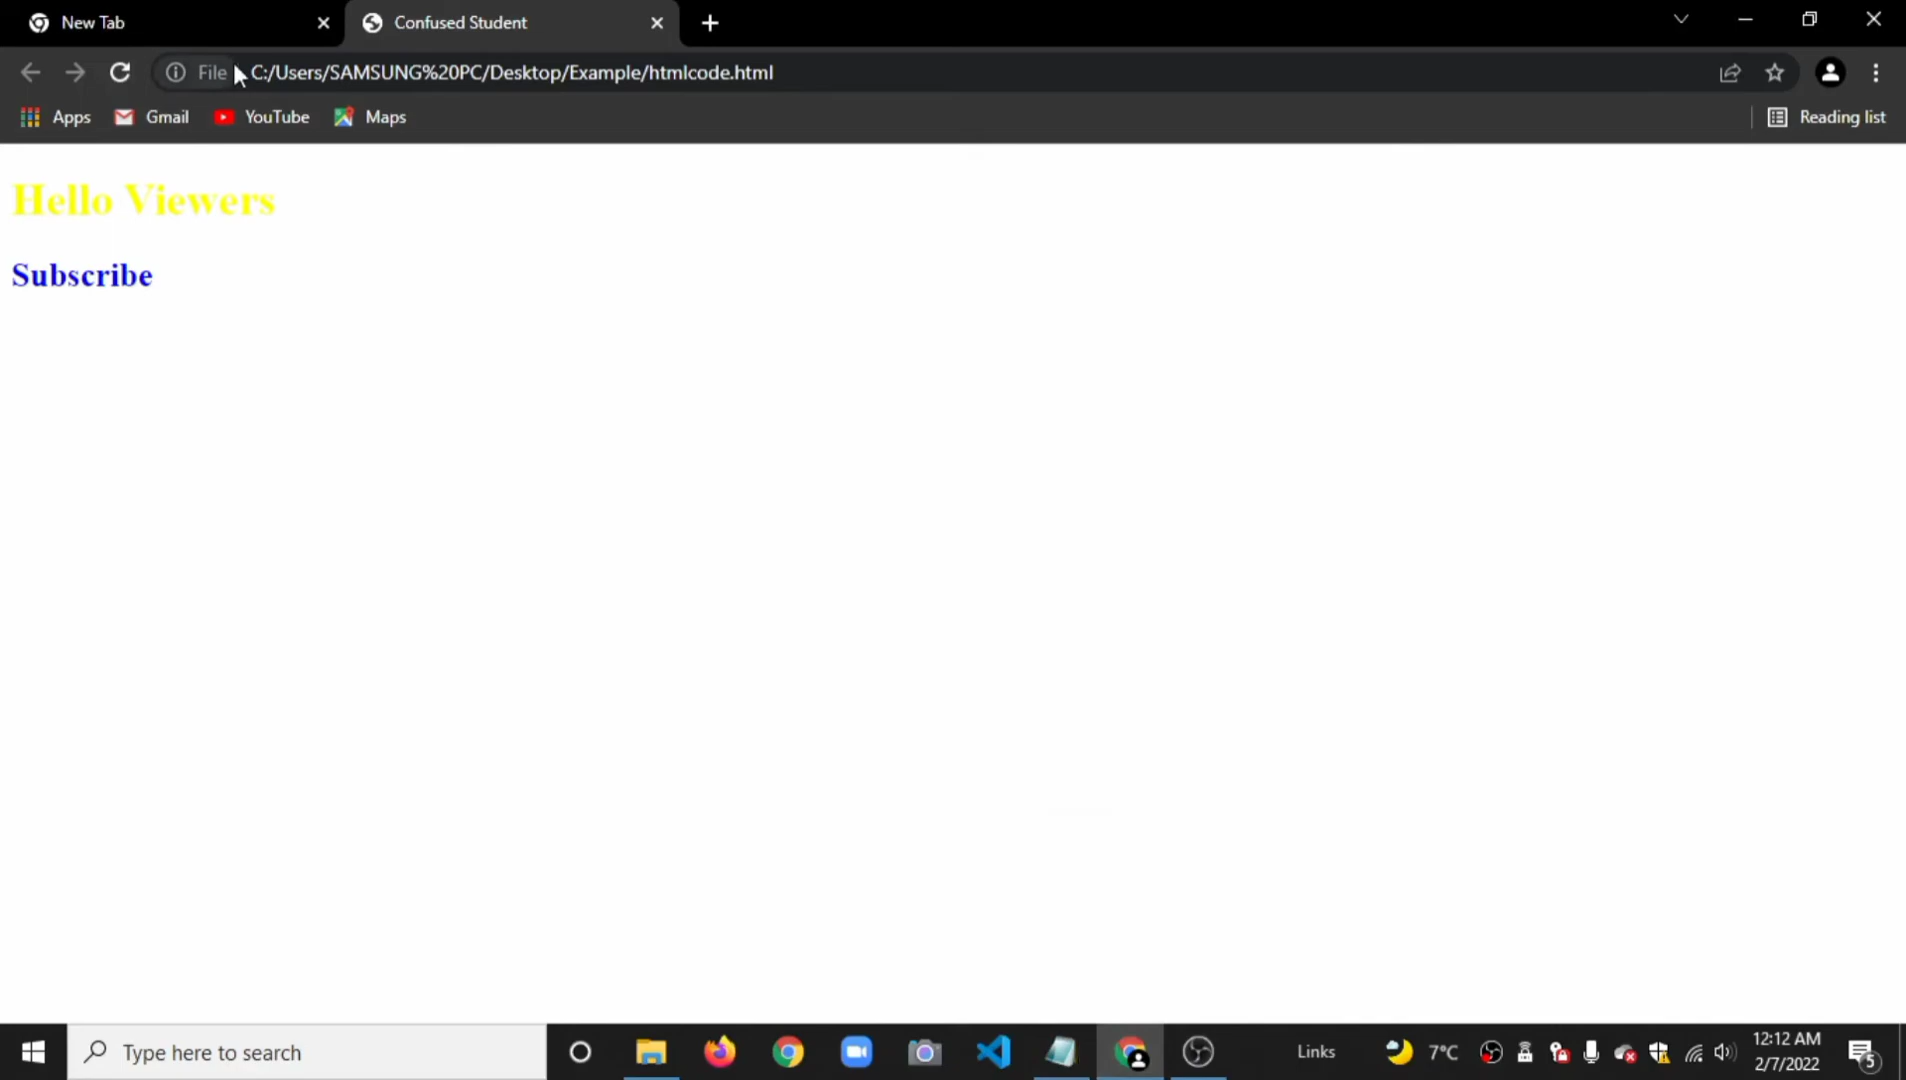 New Tab
Confused Student
File
C:/Users/SAMSUNG%20PC/Desktop/Example/htmlcode.html
Apps
Gmail
YouTube
Maps
Reading list
Hello Viewers
Subscribe
Type here to search
Links
7°C
12:12 AM
2/7/2022
5